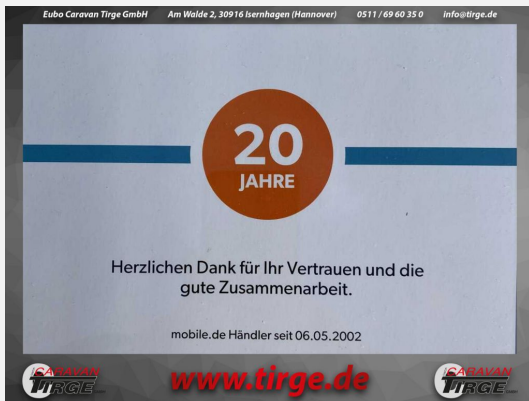 Eubo Caravan Tirge GmbH Am Walde 2, 30916 Isernhagen (Hannover) 0511 / 69 60 35 0 info@tirge.de
20
JAHRE
Herzlichen Dank für Ihr Vertrauen und die
gute Zusammenarbeit.
mobile.de Händler seit 06.05.2002
CARAVAN
TIRGE
www.tirge.de
CARAVAN
TIRGE